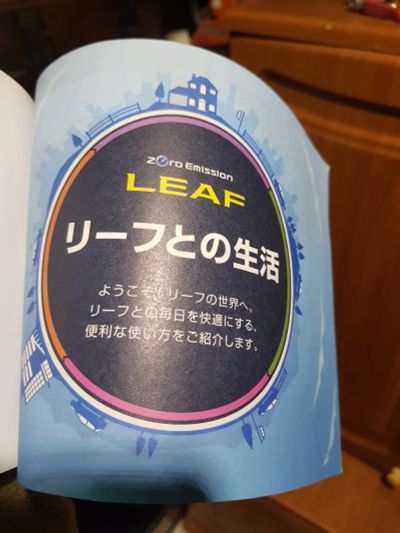 zero Emission
LEAF
リーフとの生活
ようこそ!リーフの世界へ。
リーフとの毎日を快適にする、
便利な使い方をご紹介します。